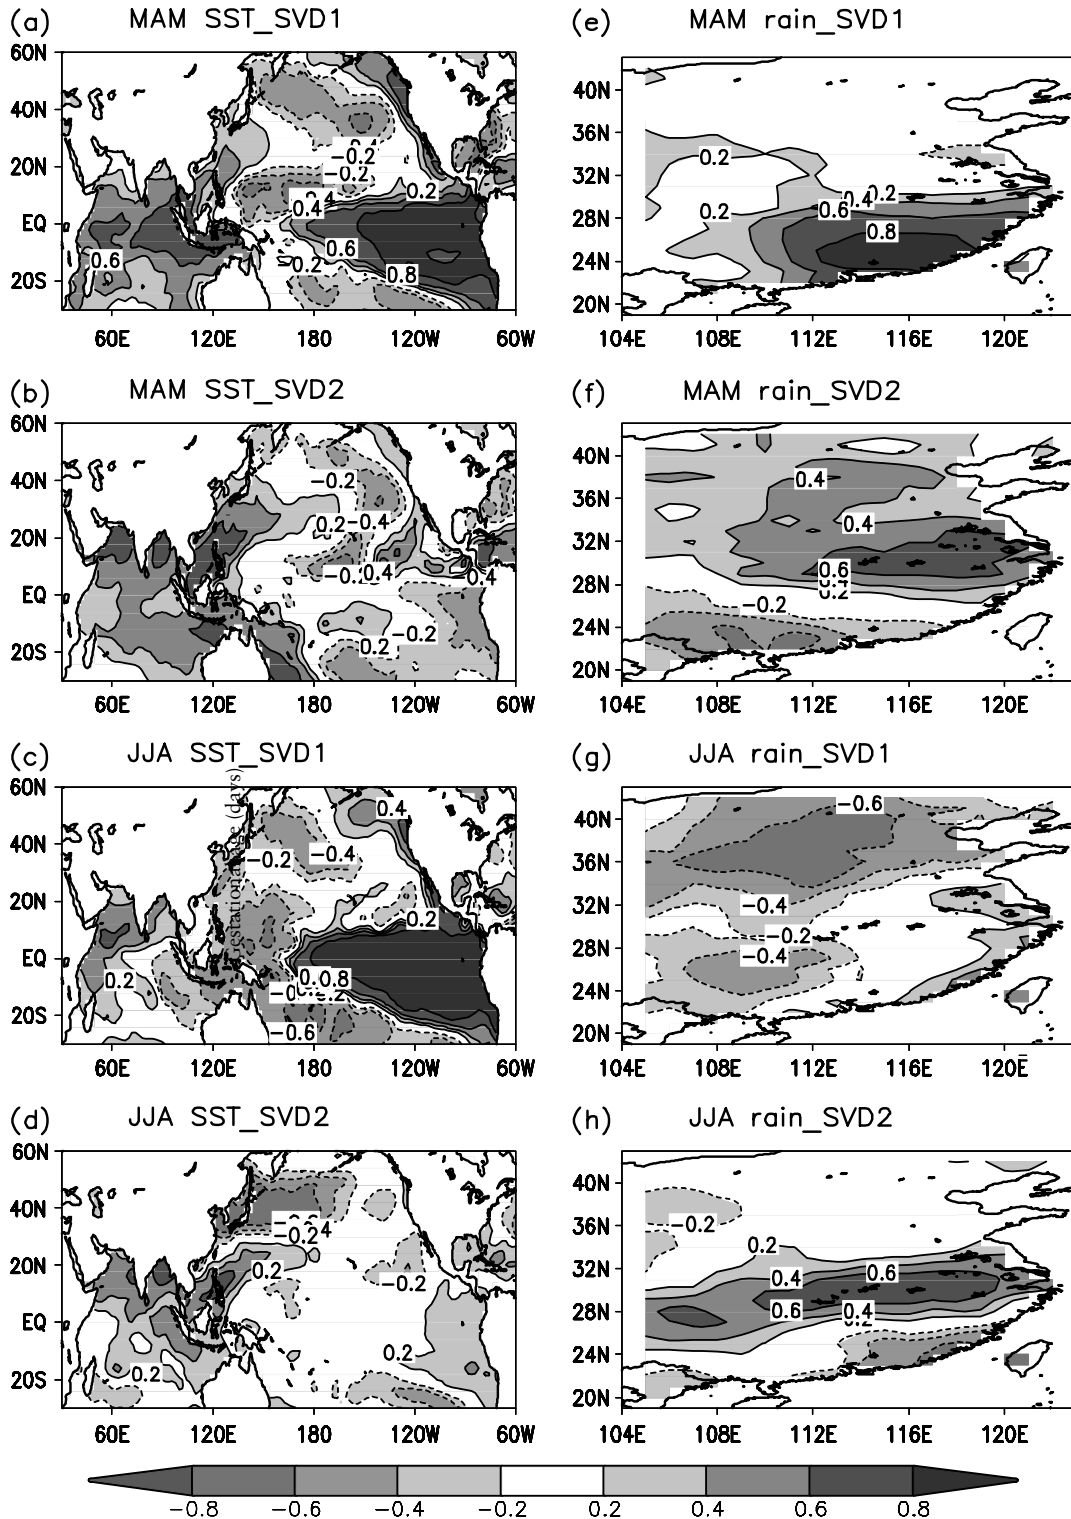 (a) MAM SST_SVD1
60N
40N
20N
EQ
20S
60E 120E 180 120W 60W
−0.2
−0.2
0.2
0.4
0.6
0.6
−0.2
0.8
(e) MAM rain_SVD1
40N
36N
32N
28N
24N
20N
104E 108E 112E 116E 120E
0.2
0.2
0.4
0.2
0.6
0.8
(b) MAM SST_SVD2
60N
40N
20N
EQ
20S
60E 120E 180 120W 60W
−0.2
0.2
−0.4
0.4
0.4
−0.2
0.2
(f) MAM rain_SVD2
40N
36N
32N
28N
24N
20N
104E 108E 112E 116E 120E
0.4
0.4
0.6
0.2
−0.2
(c) JJA SST_SVD1
60N
40N
20N
EQ
20S
60E 120E 180 120W 60W
0.4
−0.2
−0.4
0.2
0.2
0.8
−0.6
Gestational age (days)
(g) JJA rain_SVD1
40N
36N
32N
28N
24N
20N
104E 108E 112E 116E 120E
−0.6
−0.4
−0.2
−0.4
(d) JJA SST_SVD2
60N
40N
20N
EQ
20S
60E 120E 180 120W 60W
−0.2
0.2
−0.2
0.2
0.2
(h) JJA rain_SVD2
40N
36N
32N
28N
24N
20N
104E 108E 112E 116E 120E
−0.2
0.2
0.4
0.6
0.6
0.4
−0.8 −0.6 −0.4 −0.2 0.2 0.4 0.6 0.8